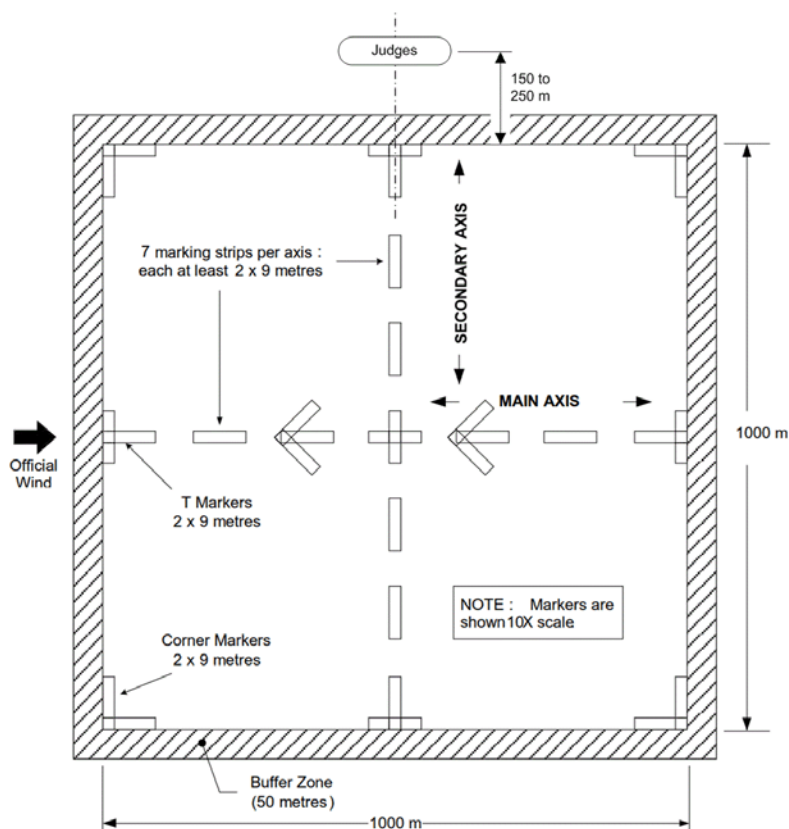 Judges
150 to
250 m
7 marking strips per axis :
each at least 2 x 9 metres
SECONDARY AXIS
MAIN AXIS
1000 m
Official
Wind
T Markers
2 x 9 metres
NOTE : Markers are
shown 10X scale
Corner Markers
2 x 9 metres
Buffer Zone
(50 metres)
1000 m